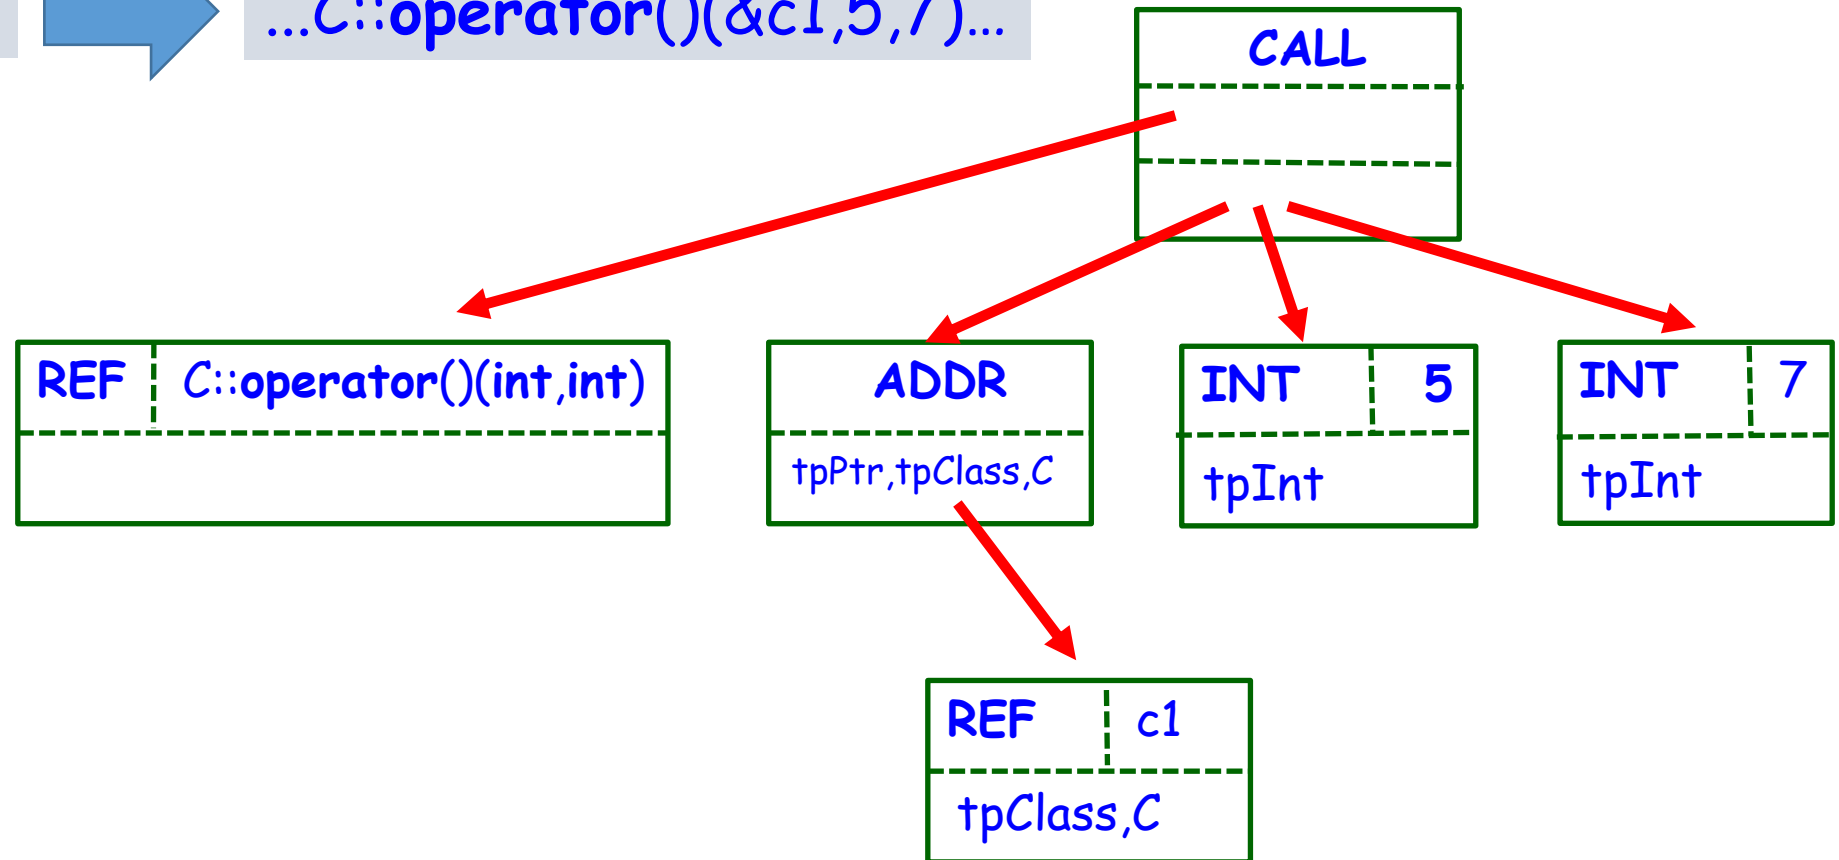 ...C::operator()(&c1,5,7)...
CALL
REF C::operator()(int,int)
ADDR
INT 5
INT 7
tpPtr,tpClass,C
tpInt
tpInt
REF c1
tpClass,C